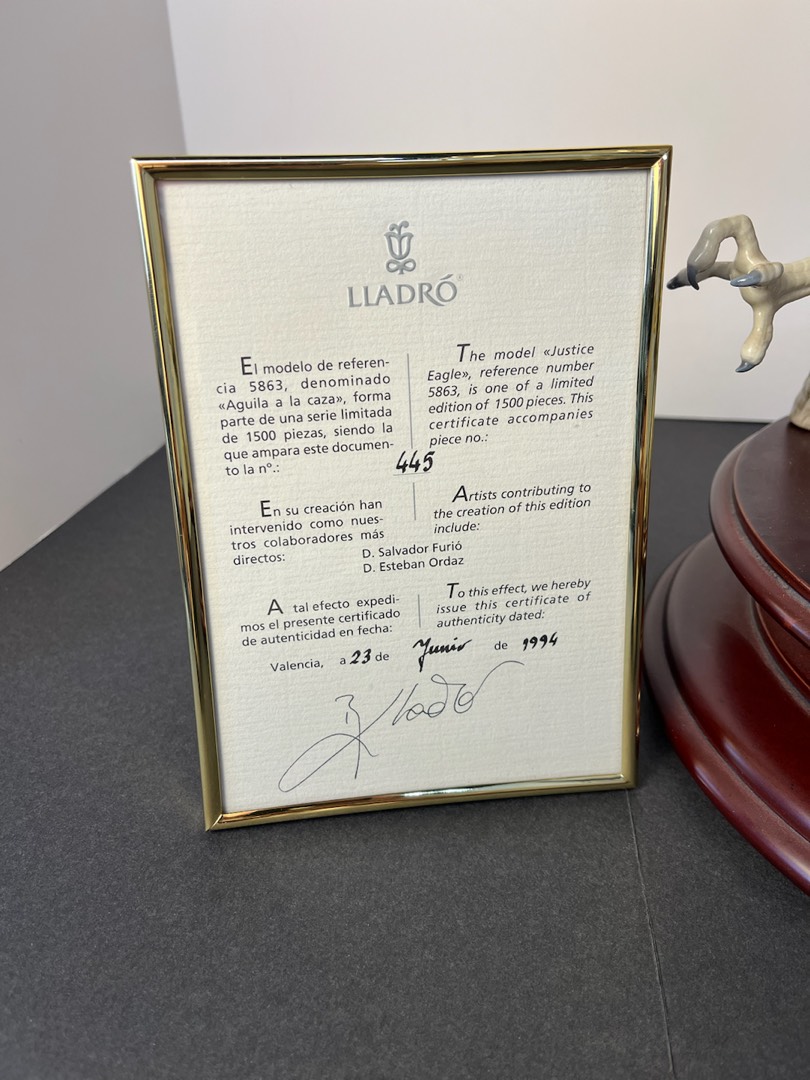 LLADRÓ®
El modelo de referen-
cia 5863, denominado
«Aguila a la caza», forma
parte de una serie limitada
de 1500 piezas, siendo la
que ampara este documen-
to la nº.:
The model «Justice
Eagle», reference number
5863, is one of a limited
edition of 1500 pieces. This
certificate accompanies
piece no.:
445
En su creación han
intervenido como nues-
tros colaboradores más
directos:
Artists contributing to
the creation of this edition
include:
D. Salvador Furió
D. Esteban Ordaz
A tal efecto expedi-
mos el presente certificado
de autenticidad en fecha:
To this effect, we hereby
issue this certificate of
authenticity dated:
Valencia, a 23 de Junio de 1994
Lladró